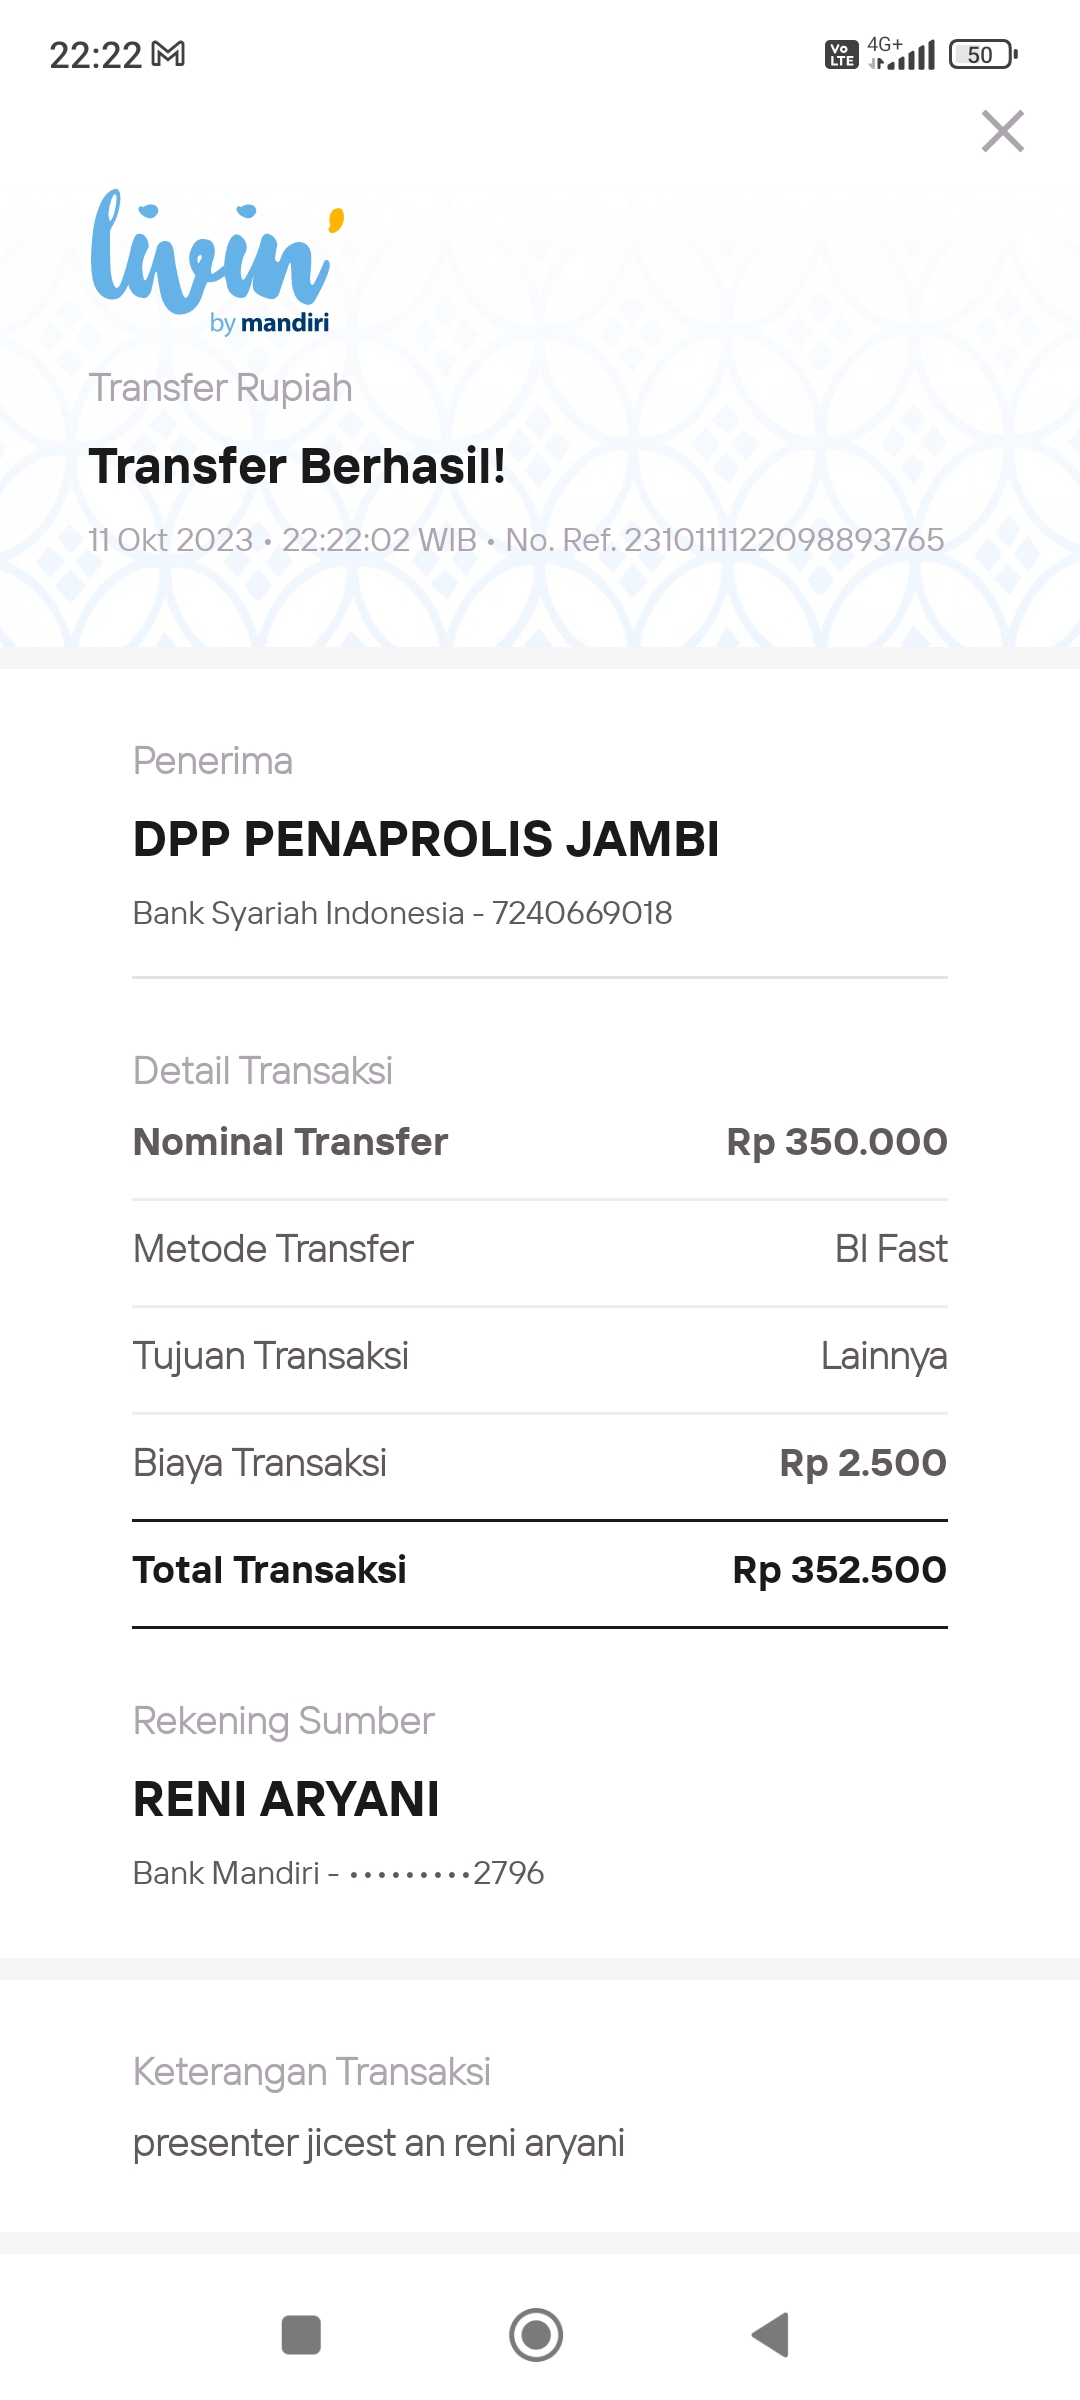 22:22
Vo LTE 4G+ 50
livin'
by mandiri
Transfer Rupiah
Transfer Berhasil!
11 Okt 2023 • 22:22:02 WIB • No. Ref. 2310111122098893765
Penerima
DPP PENAPROLIS JAMBI
Bank Syariah Indonesia - 7240669018
Detail Transaksi
Nominal Transfer Rp 350.000
Metode Transfer BI Fast
Tujuan Transaksi Lainnya
Biaya Transaksi Rp 2.500
Total Transaksi Rp 352.500
Rekening Sumber
RENI ARYANI
Bank Mandiri - •••••••••2796
Keterangan Transaksi
presenter jicest an reni aryani